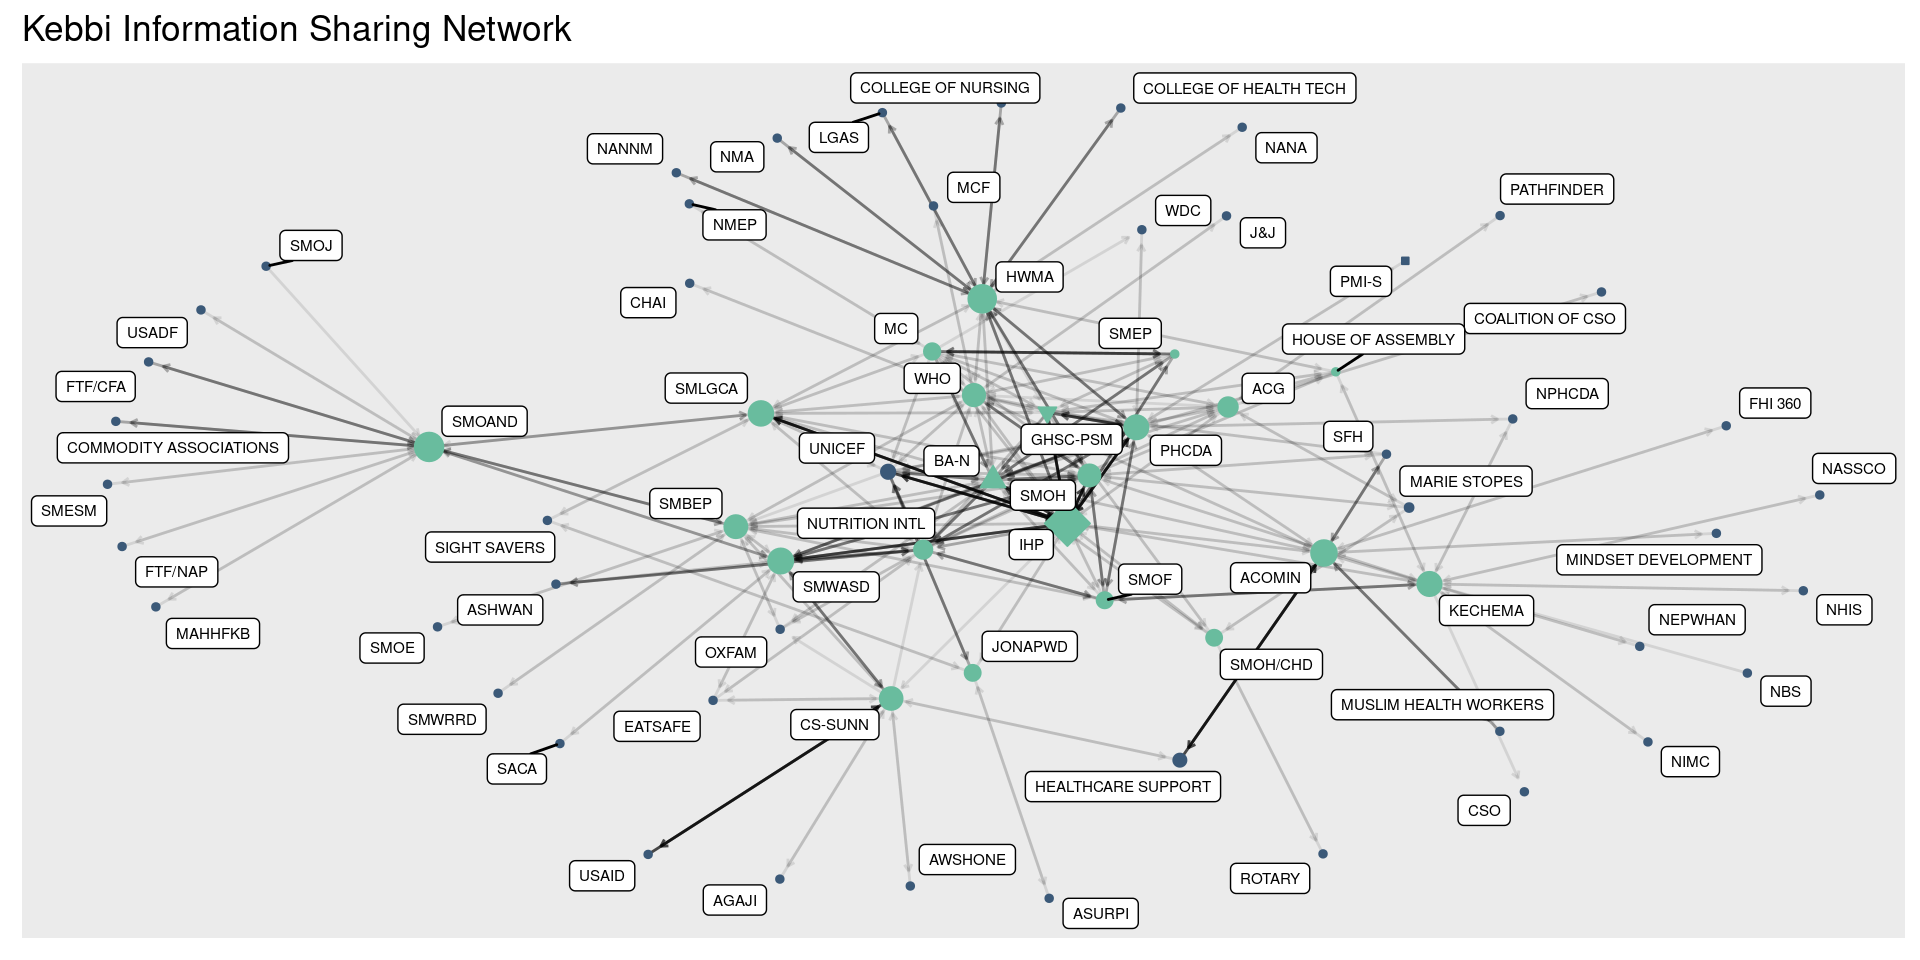 Kebbi Information Sharing Network
COLLEGE OF NURSING
COLLEGE OF HEALTH TECH
LGAS
NANNM
NMA
NANA
MCF
PATHFINDER
WDC
NMEP
J&J
SMOJ
HWMA
PMI-S
CHAI
COALITION OF CSO
USADF
MC
SMEP
HOUSE OF ASSEMBLY
WHO
FTF/CFA
SMLGCA
ACG
NPHCDA
FHI 360
SMOAND
SFH
GHSC-PSM
COMMODITY ASSOCIATIONS
UNICEF
PHCDA
BA-N
NASSCO
MARIE STOPES
SMOH
SMBEP
SMESM
NUTRITION INTL
IHP
SIGHT SAVERS
MINDSET DEVELOPMENT
FTF/NAP
SMOF
ACOMIN
SMWASD
ASHWAN
KECHEMA
NHIS
NEPWHAN
MAHHFKB
SMOE
JONAPWD
OXFAM
SMOH/CHD
NBS
MUSLIM HEALTH WORKERS
SMWRRD
EATSAFE
CS-SUNN
NIMC
SACA
HEALTHCARE SUPPORT
CSO
AWSHONE
USAID
ROTARY
AGAJI
ASURPI